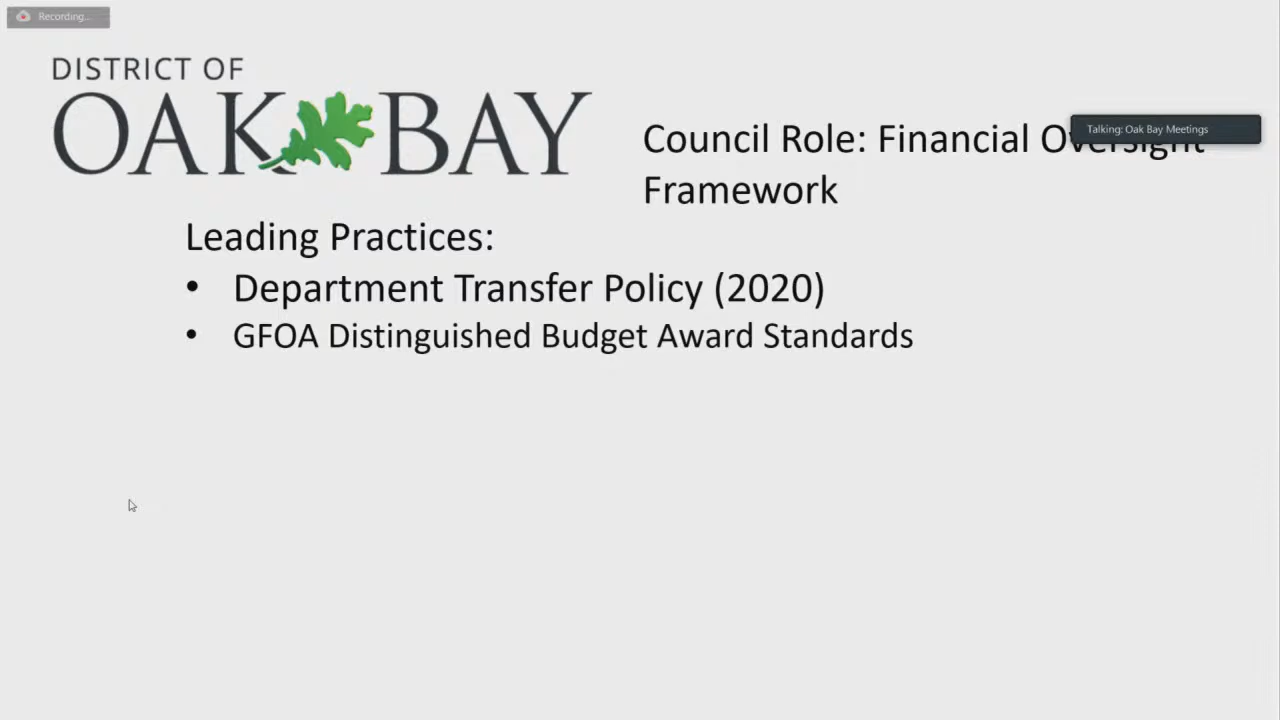 Recording...
DISTRICT OF
OAK BAY
Talking: Oak Bay Meetings
Council Role: Financial Oversight
Framework
Leading Practices:
• Department Transfer Policy (2020)
• GFOA Distinguished Budget Award Standards